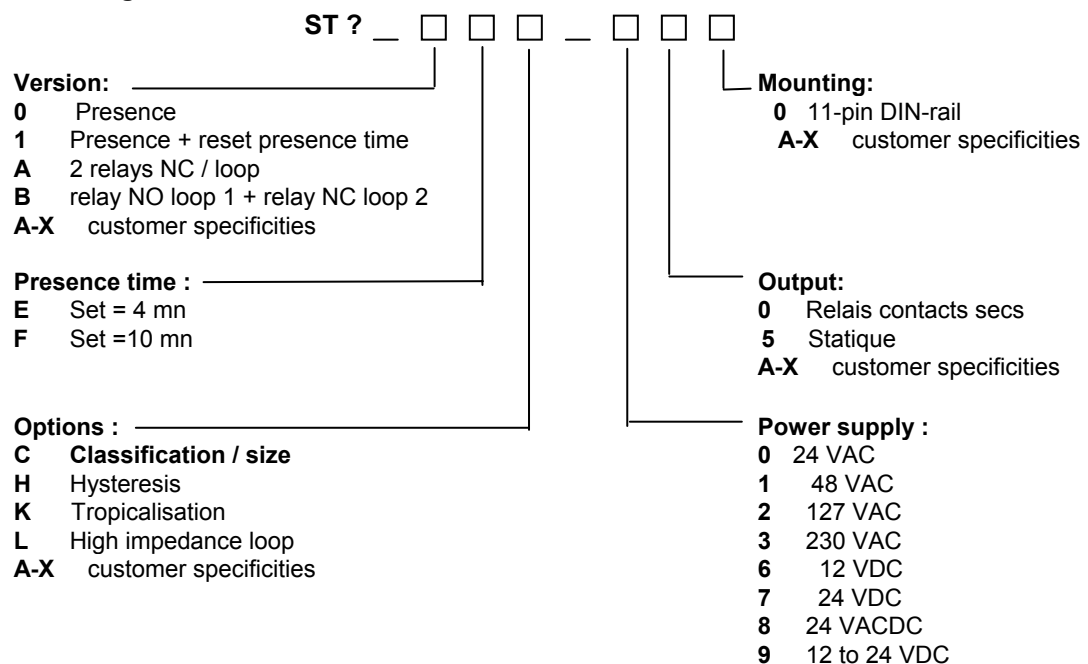 ST ? _ □ □ □ _ □ □ □
Version:
0 Presence
1 Presence + reset presence time
A 2 relays NC / loop
B relay NO loop 1 + relay NC loop 2
A-X customer specificities
Mounting:
0 11-pin DIN-rail
A-X customer specificities
Presence time :
E Set = 4 mn
F Set =10 mn
Output:
0 Relais contacts secs
5 Statique
A-X customer specificities
Options :
C Classification / size
H Hysteresis
K Tropicalisation
L High impedance loop
A-X customer specificities
Power supply :
0 24 VAC
1 48 VAC
2 127 VAC
3 230 VAC
6 12 VDC
7 24 VDC
8 24 VACDC
9 12 to 24 VDC